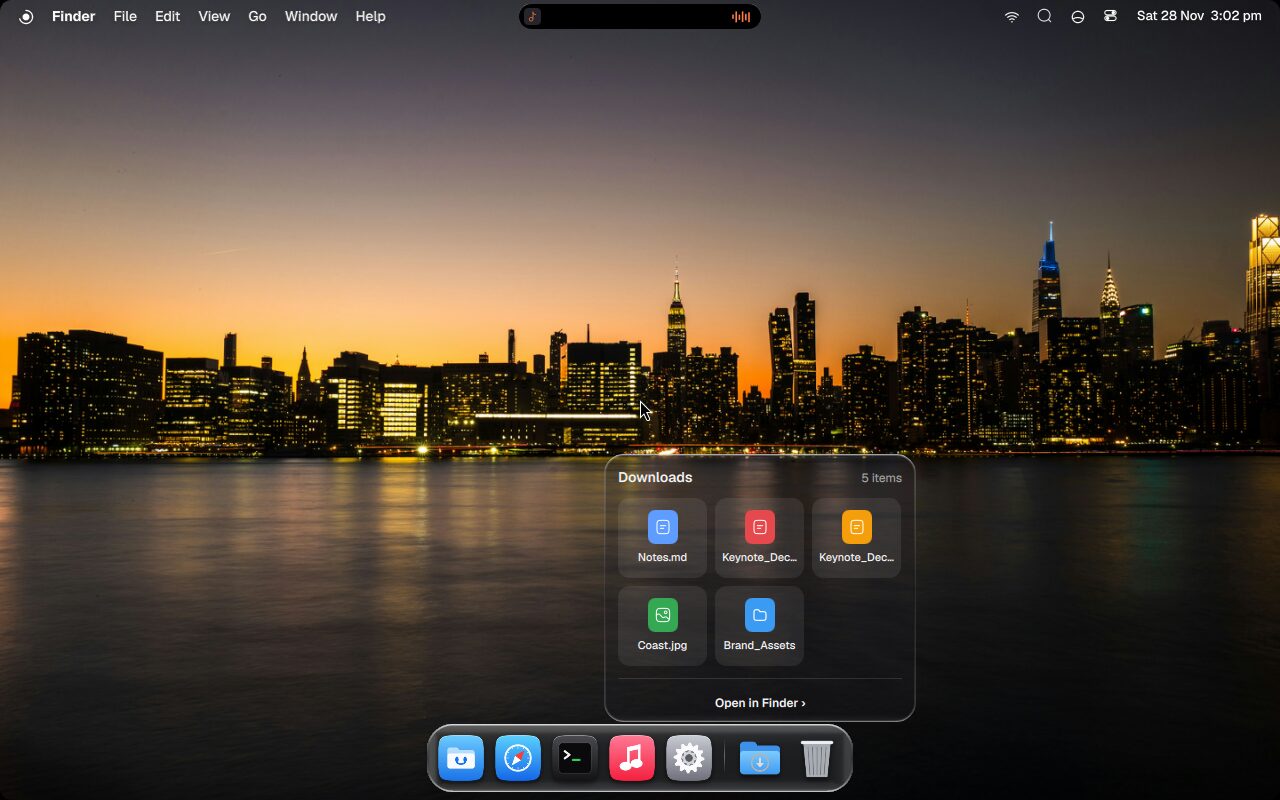 Finder File Edit View Go Window Help Sat 28 Nov 3:02 pm
Downloads 5 items
Notes.md Keynote_Dec... Keynote_Dec...
Coast.jpg Brand_Assets
Open in Finder ›